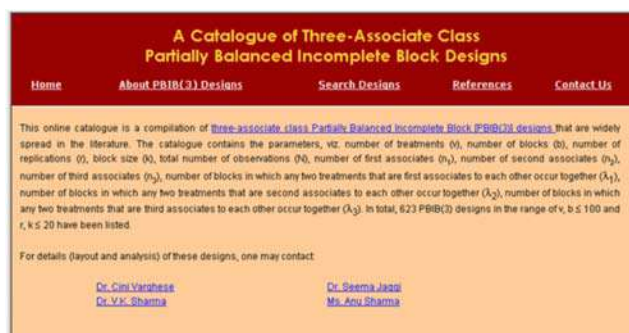 A Catalogue of Three-Associate Class
Partially Balanced Incomplete Block Designs
Home About PBIB(3) Designs Search Designs References Contact Us
This online catalogue is a compilation of three-associate class Partially Balanced Incomplete Block [PBIB(3)] designs that are widely
spread in the literature. The catalogue contains the parameters, viz. number of treatments (v), number of blocks (b), number of
replications (r), block size (k), total number of observations (N), number of first associates (n₁), number of second associates (n₂),
number of third associates (n₃), number of blocks in which any two treatments that are first associates to each other occur together (λ₁),
number of blocks in which any two treatments that are second associates to each other occur together (λ₂), number of blocks in which
any two treatments that are third associates to each other occur together (λ₃). In total, 623 PBIB(3) designs in the range of v, b ≤ 100 and
r, k ≤ 20 have been listed.
For details (layout and analysis) of these designs, one may contact:
Dr. Cini Varghese Dr. Seema Jaggi
Dr. V.K. Sharma Ms. Anu Sharma